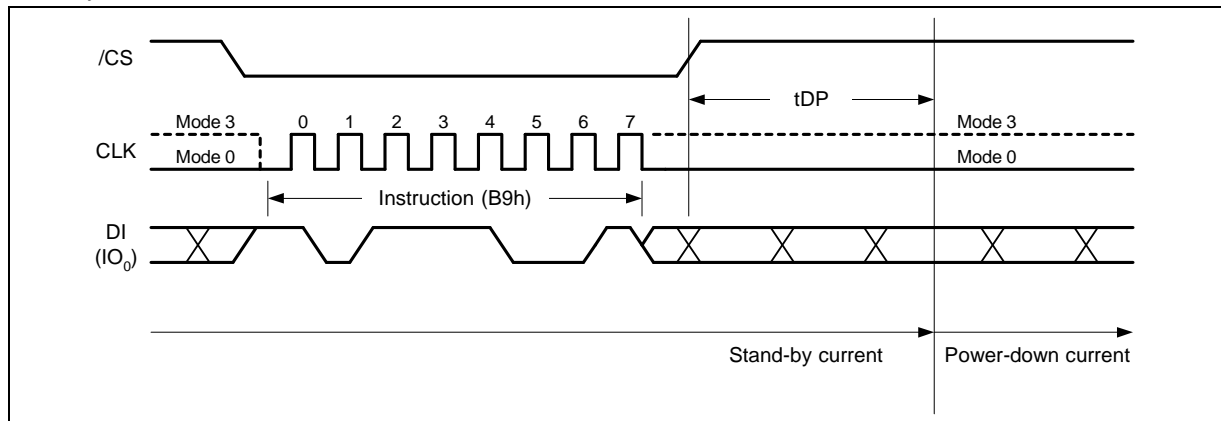 /CS
tDP
Mode 3 0 1 2 3 4 5 6 7 Mode 3
CLK
Mode 0 Mode 0
Instruction (B9h)
DI
(IO0)
Stand-by current Power-down current